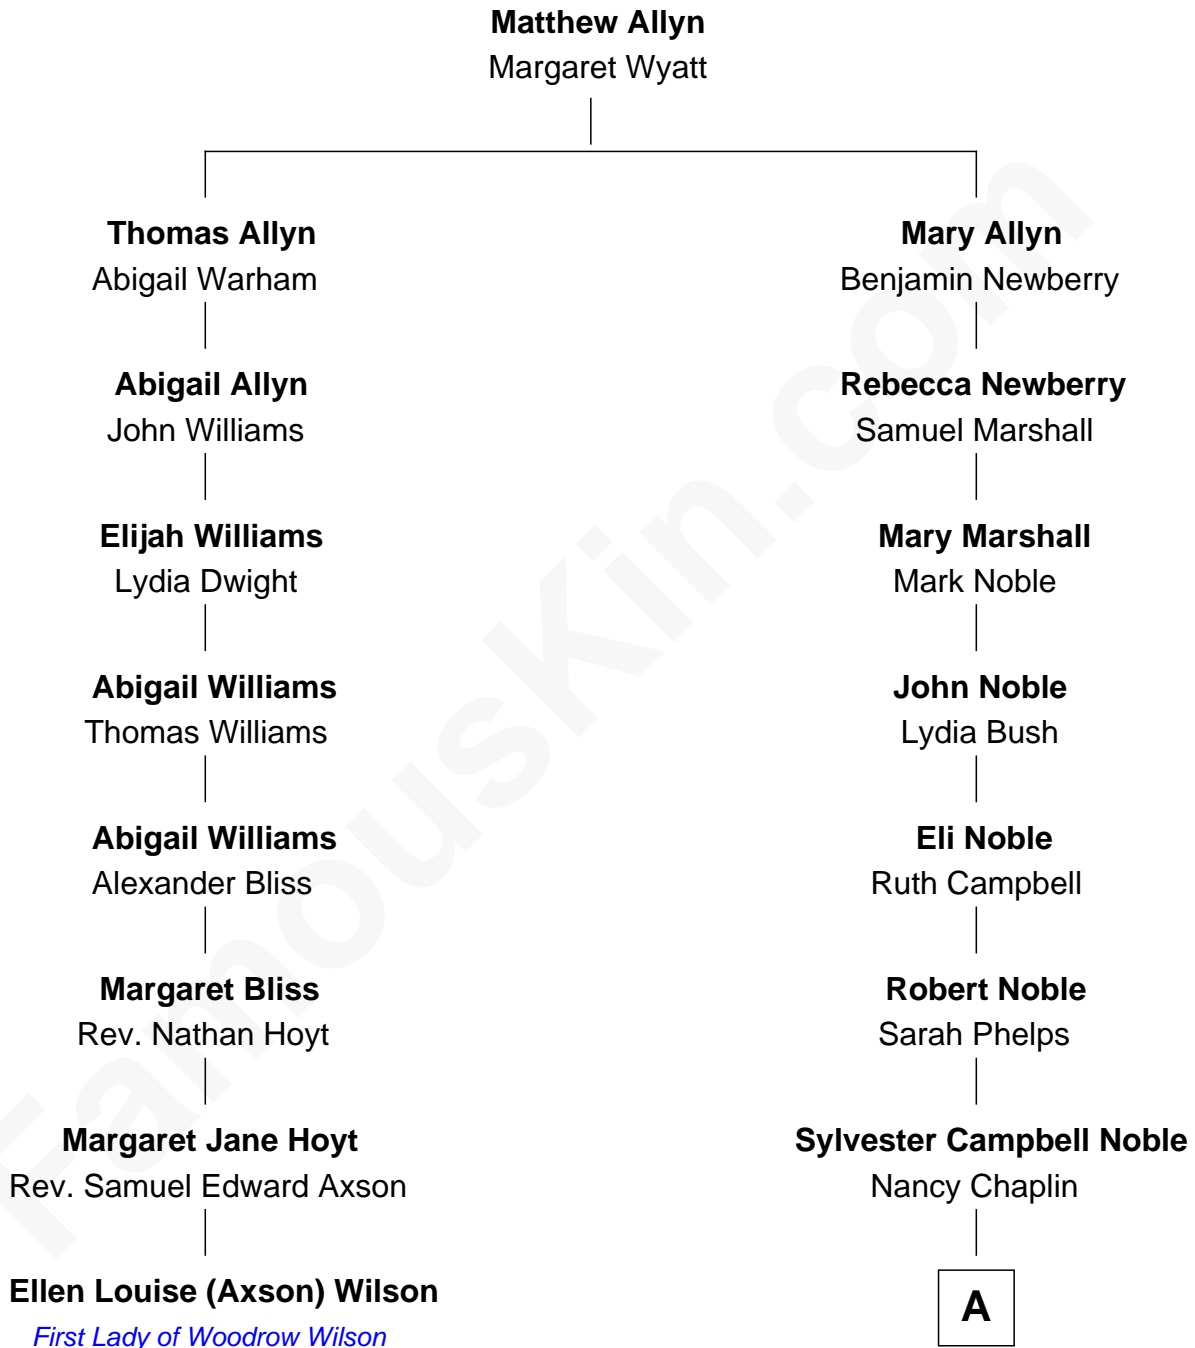 Matthew Allyn
Margaret Wyatt
Thomas Allyn
Abigail Warham
Mary Allyn
Benjamin Newberry
Abigail Allyn
John Williams
Rebecca Newberry
Samuel Marshall
Elijah Williams
Lydia Dwight
Mary Marshall
Mark Noble
Abigail Williams
Thomas Williams
John Noble
Lydia Bush
Abigail Williams
Alexander Bliss
Eli Noble
Ruth Campbell
Margaret Bliss
Rev. Nathan Hoyt
Robert Noble
Sarah Phelps
Margaret Jane Hoyt
Rev. Samuel Edward Axson
Sylvester Campbell Noble
Nancy Chaplin
Ellen Louise (Axson) Wilson
First Lady of Woodrow Wilson
A
FamousKin.com